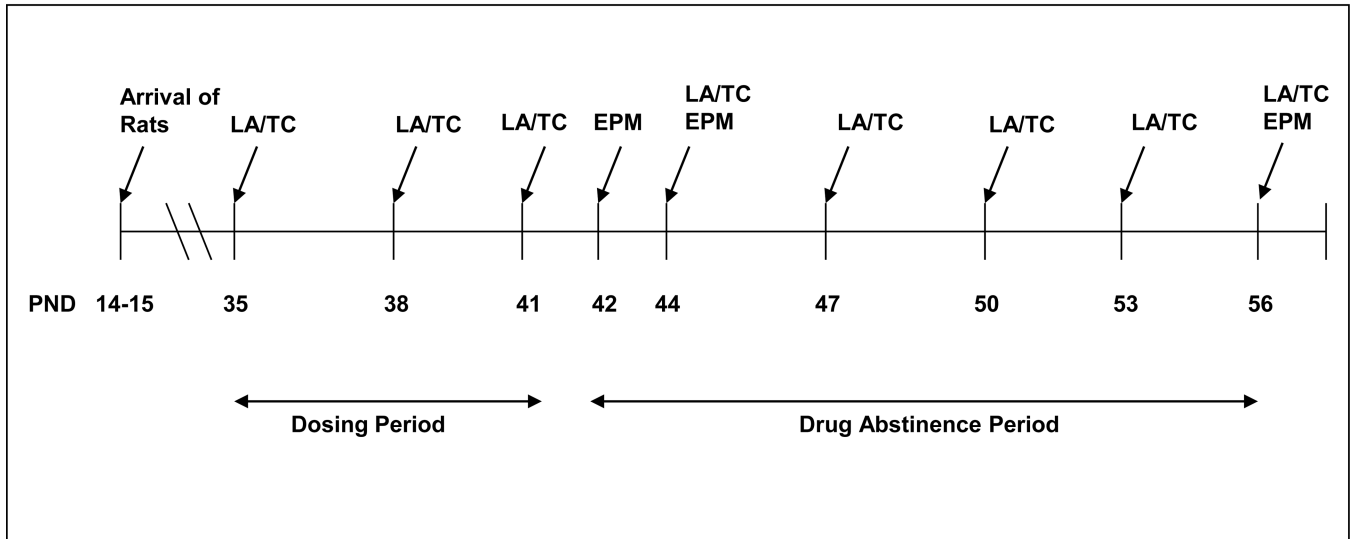 Arrival of
Rats
LA/TC
LA/TC
LA/TC
EPM
LA/TC
EPM
LA/TC
LA/TC
LA/TC
LA/TC
EPM
PND 14-15 35 38 41 42 44 47 50 53 56
Dosing Period
Drug Abstinence Period